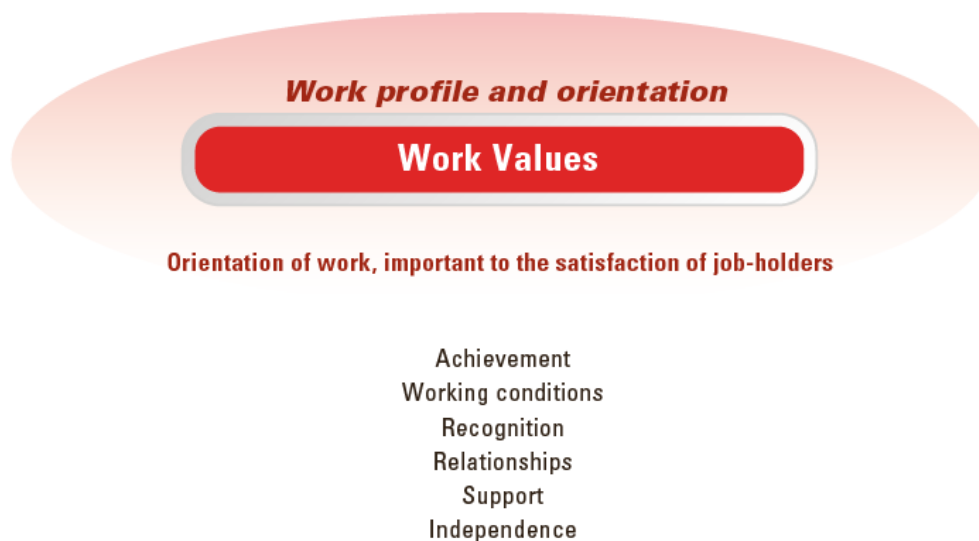 Work profile and orientation
Work Values
Orientation of work, important to the satisfaction of job-holders
Achievement
Working conditions
Recognition
Relationships
Support
Independence